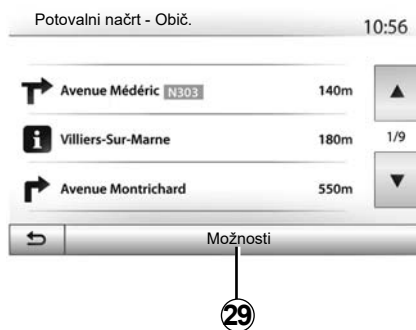 Potovalni načrt - Obič. 10:56
Avenue Médéric N303 140m
Villiers-Sur-Marne 180m
1/9
Avenue Montrichard 550m
Možnosti
29